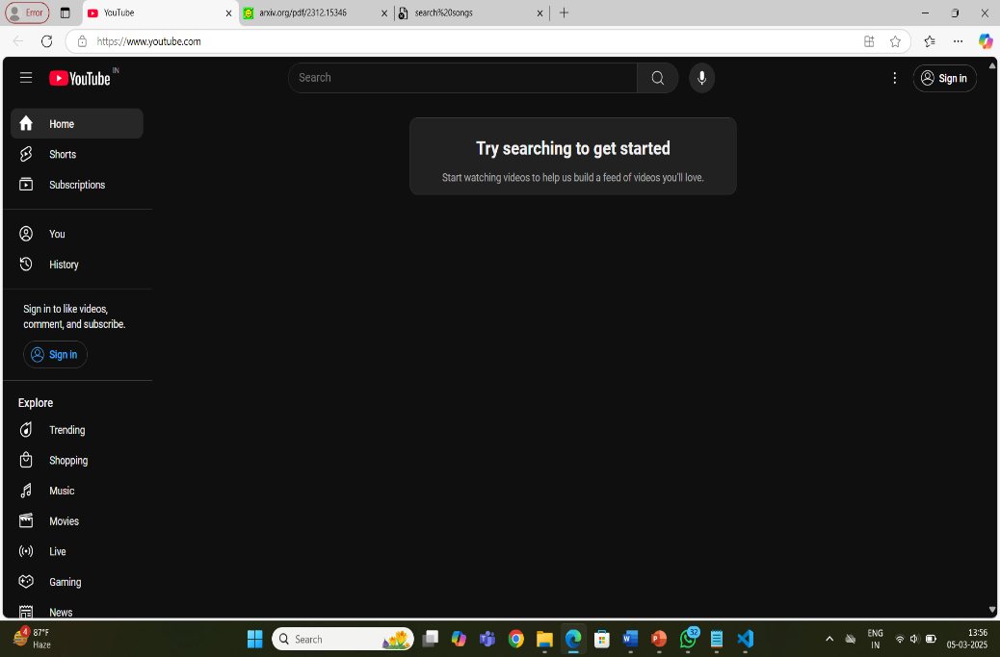 Error
YouTube
arxiv.org/pdf/2312.15346
search%20songs
https://www.youtube.com
YouTube IN
Search
Sign in
Home
Shorts
Subscriptions
You
History
Sign in to like videos,
comment, and subscribe.
Sign in
Explore
Trending
Shopping
Music
Movies
Live
Gaming
News
Try searching to get started
Start watching videos to help us build a feed of videos you'll love.
4
87°F
Haze
Search
32
ENG
IN
13:56
05-03-2025